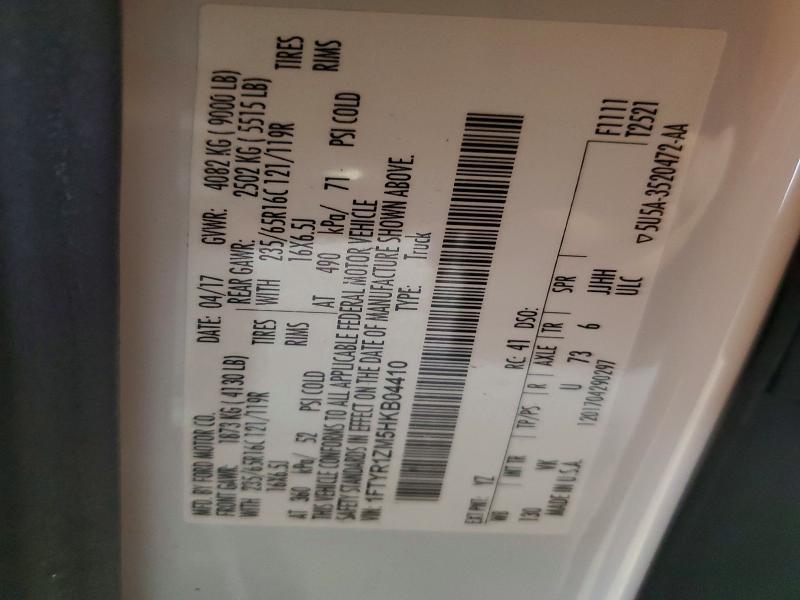 MFD. BY FORD MOTOR CO. DATE: 04/17 GVWR: 4082 KG ( 9000 LB)
FRONT GAWR: 1873 KG ( 4130 LB) REAR GAWR: 2502 KG ( 5515 LB)
WITH 235/65R16C 121/119R TIRES WITH 235/65R16C 121/119R TIRES
16X6.5J RIMS 16X6.5J RIMS
AT 360 kPa/ 52 PSI COLD AT 490 kPa/ 71 PSI COLD
THIS VEHICLE CONFORMS TO ALL APPLICABLE FEDERAL MOTOR VEHICLE
SAFETY STANDARDS IN EFFECT ON THE DATE OF MANUFACTURE SHOWN ABOVE.
VIN: 1FTYR1ZM5HKB04410 TYPE: Truck
EXT PNT: YZ RC: 41 DSO: F1111
WB INT TR TP/PS R AXLE TR SPR T2521
130 VK U 73 6 JJHH
MADE IN U.S.A. ULC
1201704290297 ▽5U5A-3520472-AA